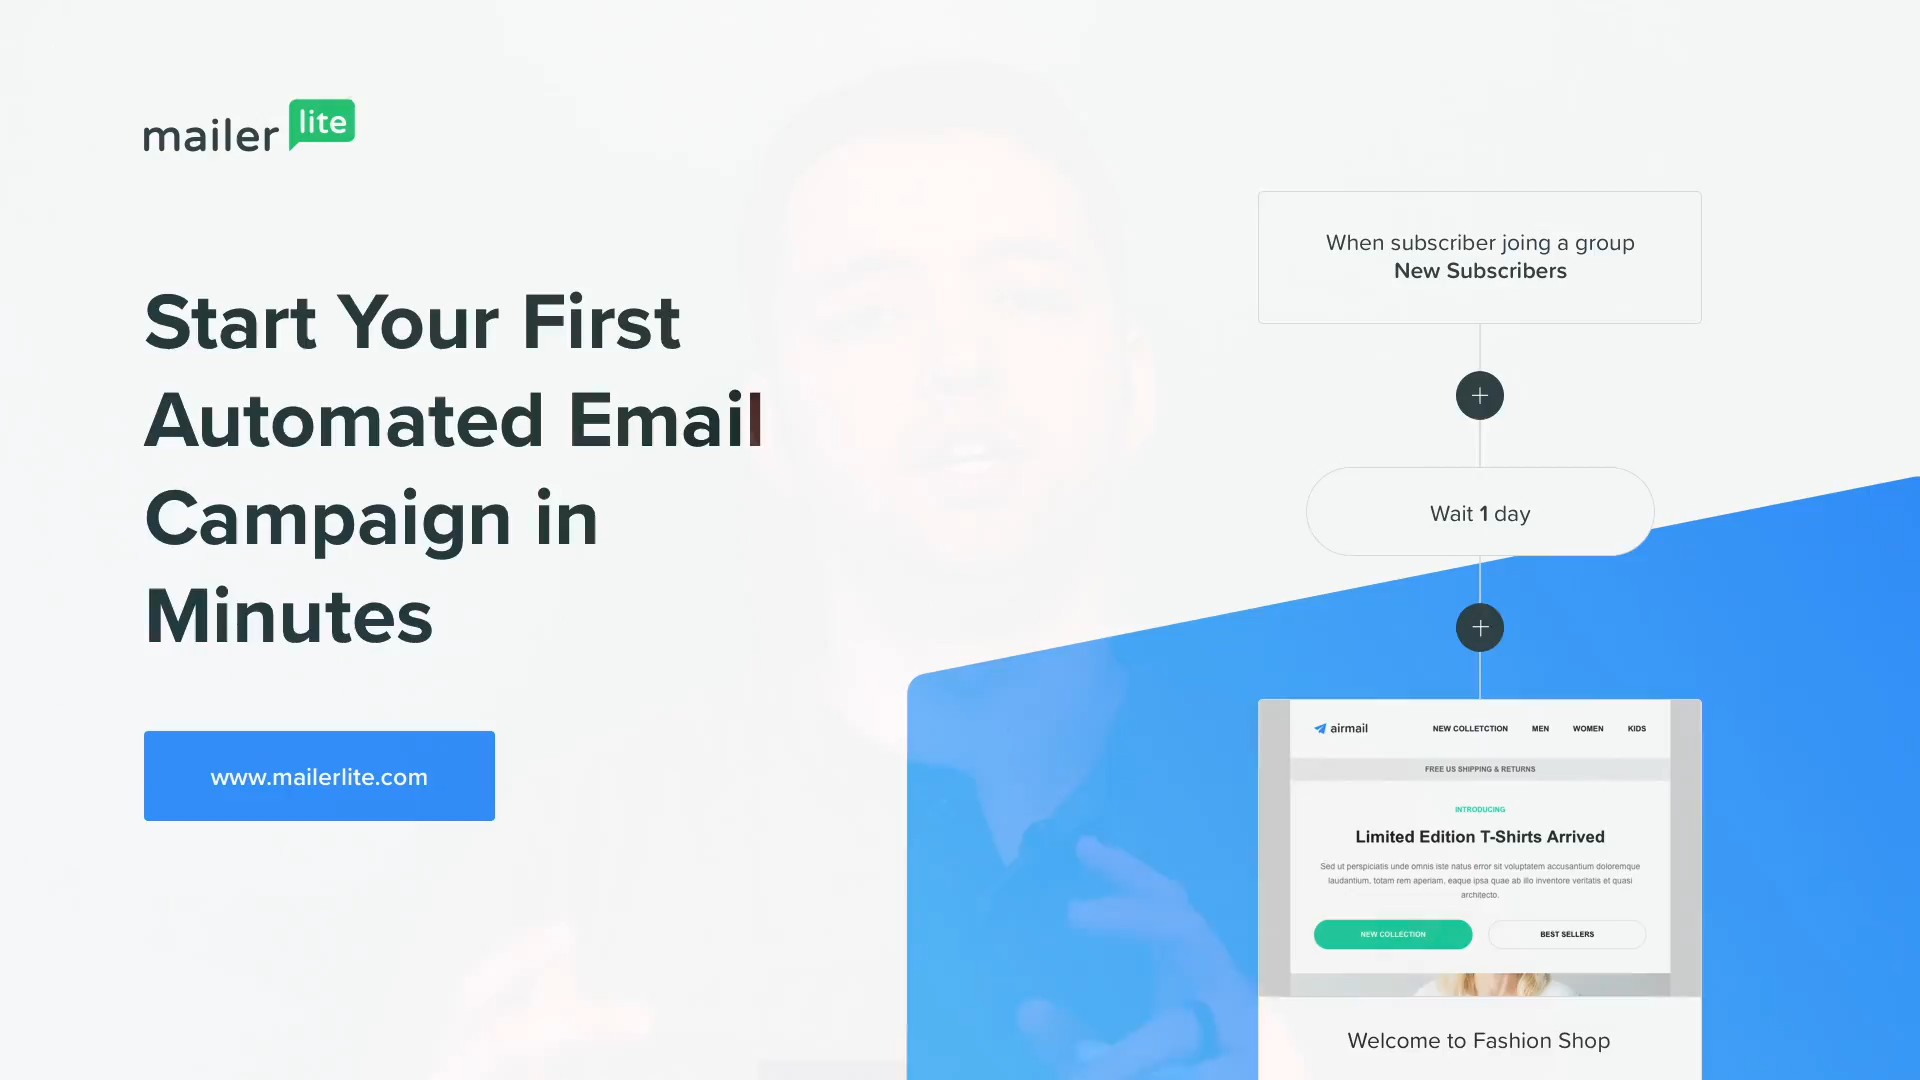 mailer lite
Start Your First
Automated Email
Campaign in
Minutes
www.mailerlite.com
When subscriber joing a group
New Subscribers
Wait 1 day
airmail
NEW COLLETCTION MEN WOMEN KIDS
FREE US SHIPPING & RETURNS
INTRODUCING
Limited Edition T-Shirts Arrived
Sed ut perspiciatis unde omnis iste natus error sit voluptatem accusantium doloremque
laudantium, totam rem aperiam, eaque ipsa quae ab illo inventore veritatis et quasi
architecto.
NEW COLLECTION BEST SELLERS
Welcome to Fashion Shop